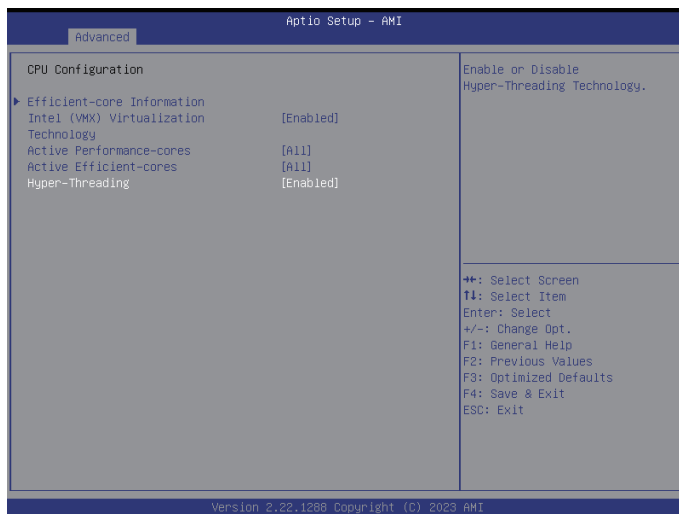 Aptio Setup – AMI
Advanced
CPU Configuration
Efficient-core Information
Intel (VMX) Virtualization [Enabled]
Technology
Active Performance-cores [All]
Active Efficient-cores [All]
Hyper-Threading [Enabled]
Enable or Disable
Hyper-Threading Technology.
→←: Select Screen
↑↓: Select Item
Enter: Select
+/-: Change Opt.
F1: General Help
F2: Previous Values
F3: Optimized Defaults
F4: Save & Exit
ESC: Exit
Version 2.22.1288 Copyright (C) 2023 AMI